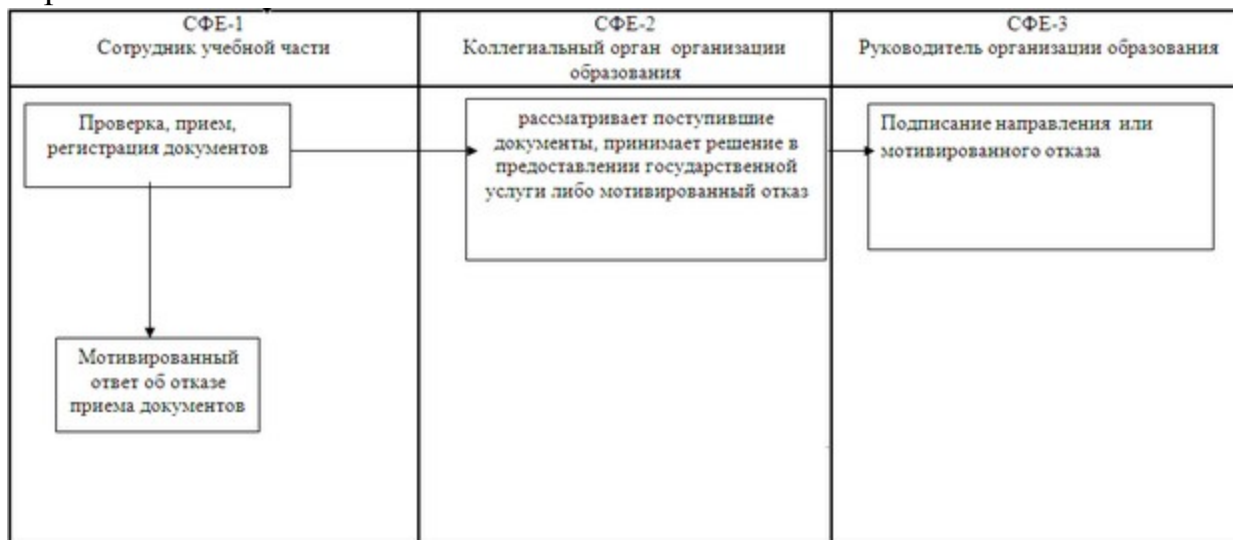 СФЕ-1
Сотрудник учебной части
СФЕ-2
Коллегиальный орган организации
образования
СФЕ-3
Руководитель организации образования
Проверка, прием,
регистрация документов
рассматривает поступившие
документы, принимает решение в
предоставлении государственной
услуги либо мотивированный отказ
Подписание направления или
мотивированного отказа
Мотивированный
ответ об отказе
приема документов